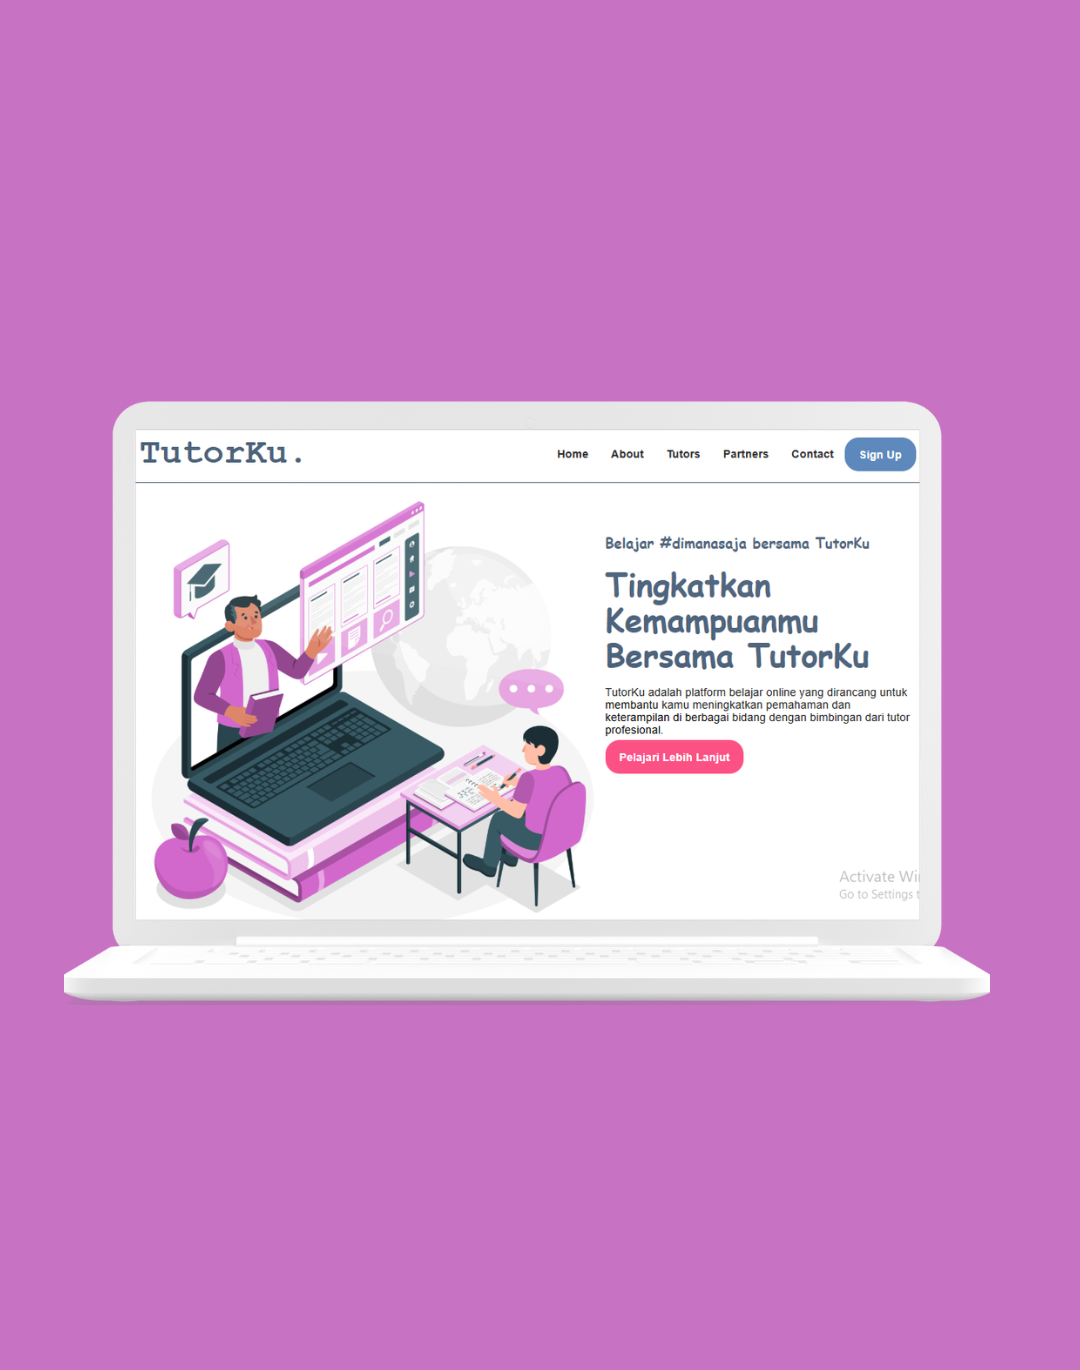 TutorKu.
Home About Tutors Partners Contact Sign Up
Belajar #dimanasaja bersama TutorKu
Tingkatkan
Kemampuanmu
Bersama TutorKu
TutorKu adalah platform belajar online yang dirancang untuk
membantu kamu meningkatkan pemahaman dan
keterampilan di berbagai bidang dengan bimbingan dari tutor
profesional.
Pelajari Lebih Lanjut
Activate Wi
Go to Settings t